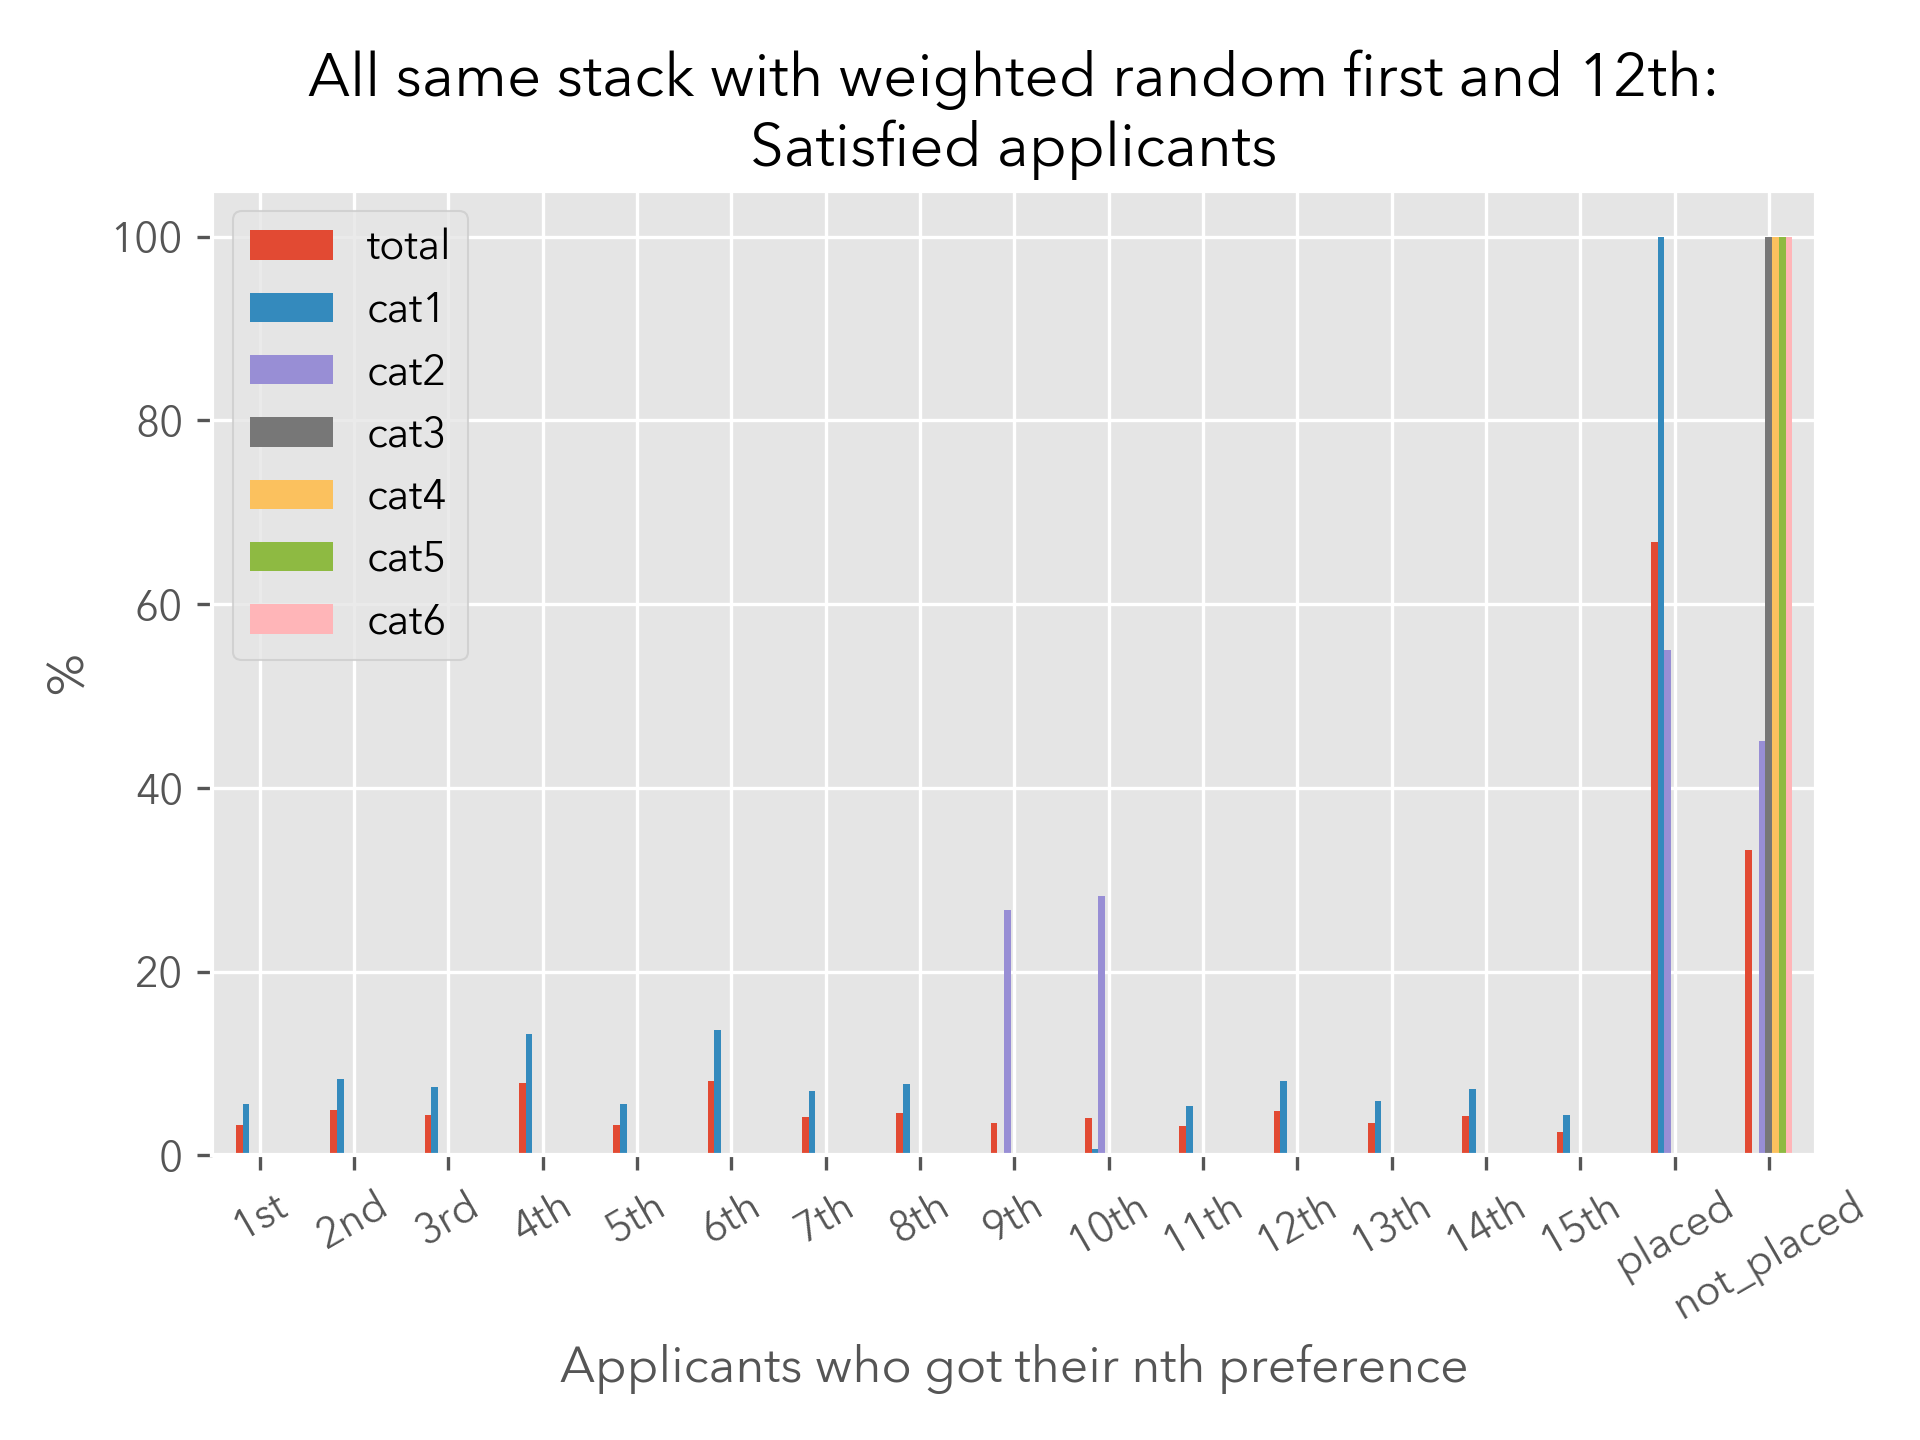 All same stack with weighted random first and 12th:
Satisfied applicants
total
cat1
cat2
cat3
cat4
cat5
cat6
100
80
60
40
20
0
%
1st
2nd
3rd
4th
5th
6th
7th
8th
9th
10th
11th
12th
13th
14th
15th
placed
not_placed
Applicants who got their nth preference